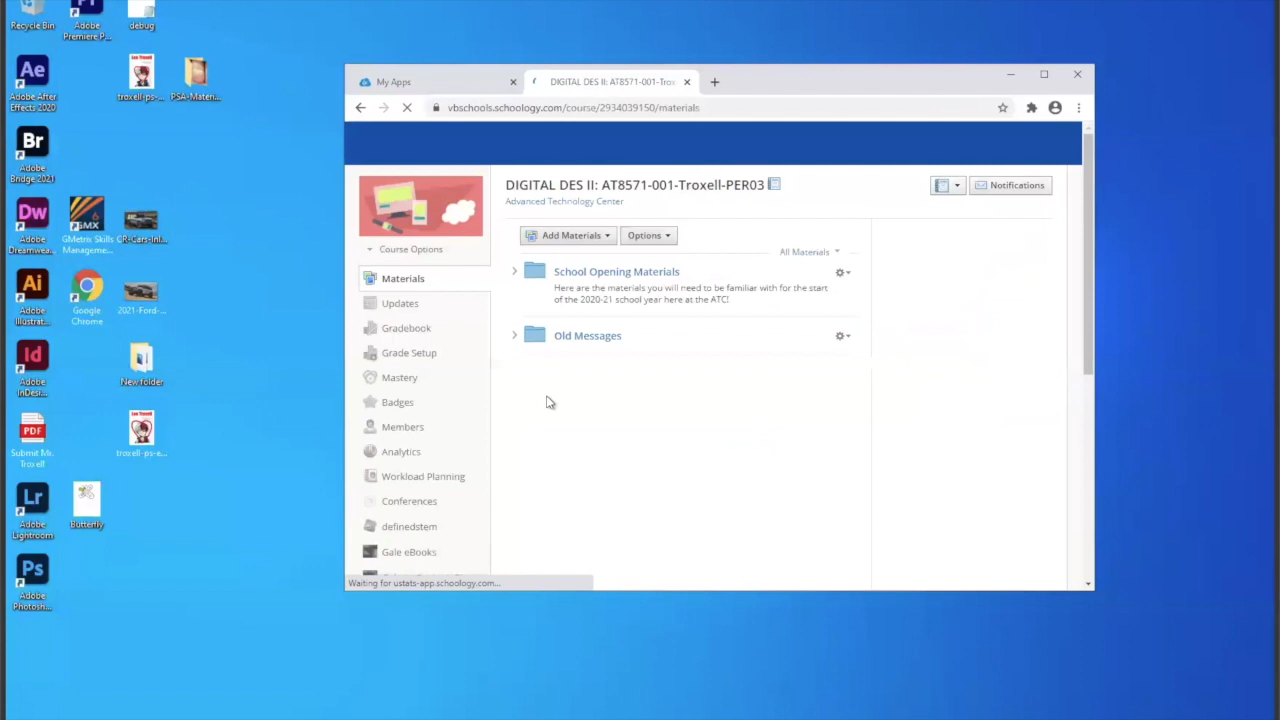 Recycle Bin
Adobe
Premiere P...
debug
Adobe After
Effects 2020
troxell-ps-...
PSA-Materi...
Adobe
Bridge 2021
Adobe
Dreamwea...
GMetrix Skills
Manageme...
CR-Cars-Inl...
Adobe
Illustrat...
Google
Chrome
2021-Ford-...
Adobe
InDesi...
New folder
Submit Mr.
Troxell
troxell-ps-e...
Adobe
Lightroom
Butterfly
Adobe
Photosh...
Ae
Br
Dw
GMX
Ai
Id
PDF
Lr
Ps
My Apps
DIGITAL DES II: AT8571-001-Trox
vbschools.schoology.com/course/2934039150/materials
DIGITAL DES II: AT8571-001-Troxell-PER03
Advanced Technology Center
Notifications
Add Materials
Options
All Materials
Course Options
Materials
Updates
Gradebook
Grade Setup
Mastery
Badges
Members
Analytics
Workload Planning
Conferences
definedstem
Gale eBooks
School Opening Materials
Here are the materials you will need to be familiar with for the start
of the 2020-21 school year here at the ATC!
Old Messages
Waiting for ustats-app.schoology.com...